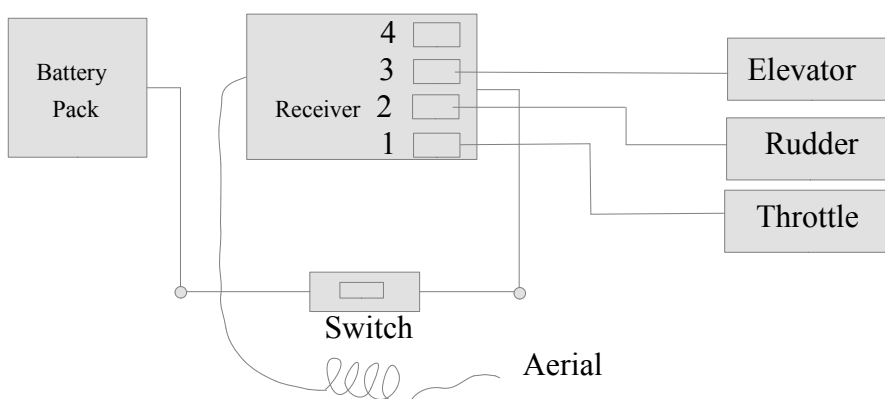 Battery
Pack
Receiver
4
3
2
1
Elevator
Rudder
Throttle
Switch
Aerial